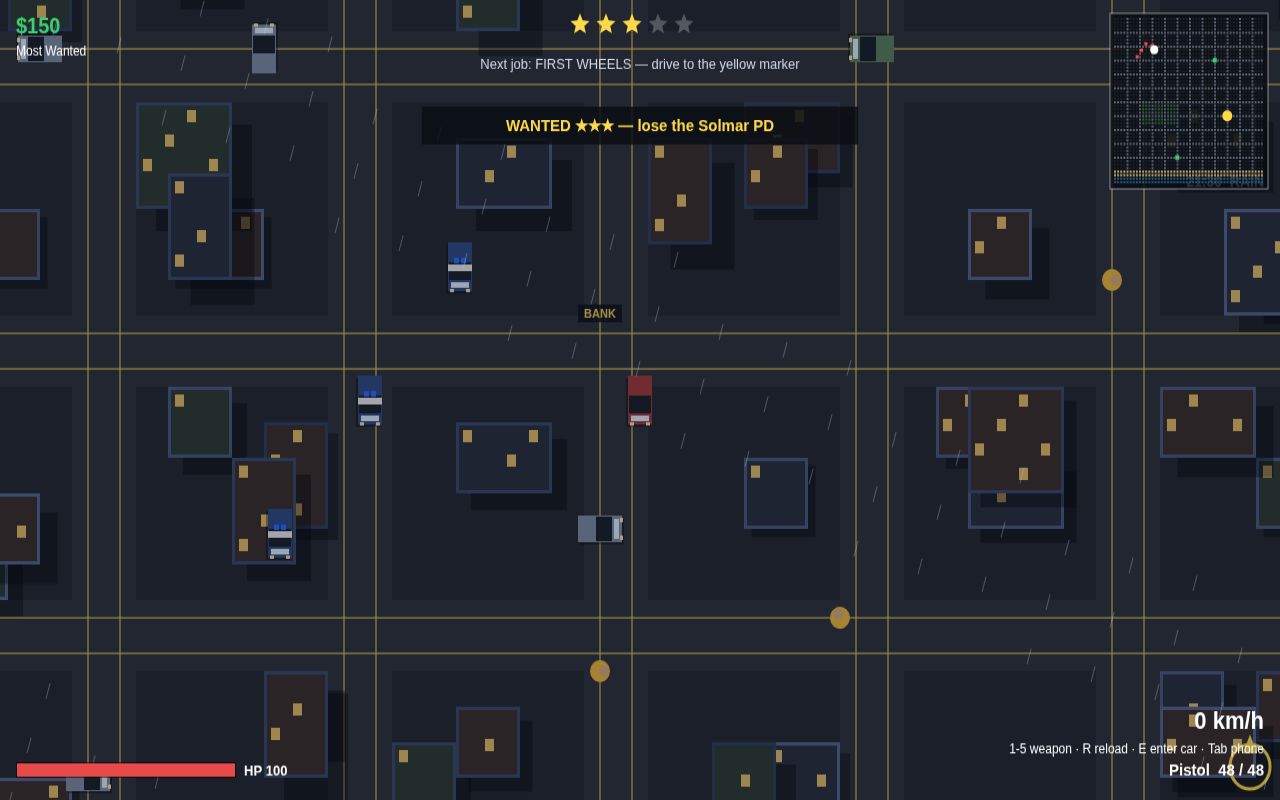 $150
Most Wanted
Next job: FIRST WHEELS — drive to the yellow marker
WANTED ★★★ — lose the Solmar PD
BANK
0 km/h
1-5 weapon · R reload · E enter car · Tab phone
HP 100
Pistol 48 / 48